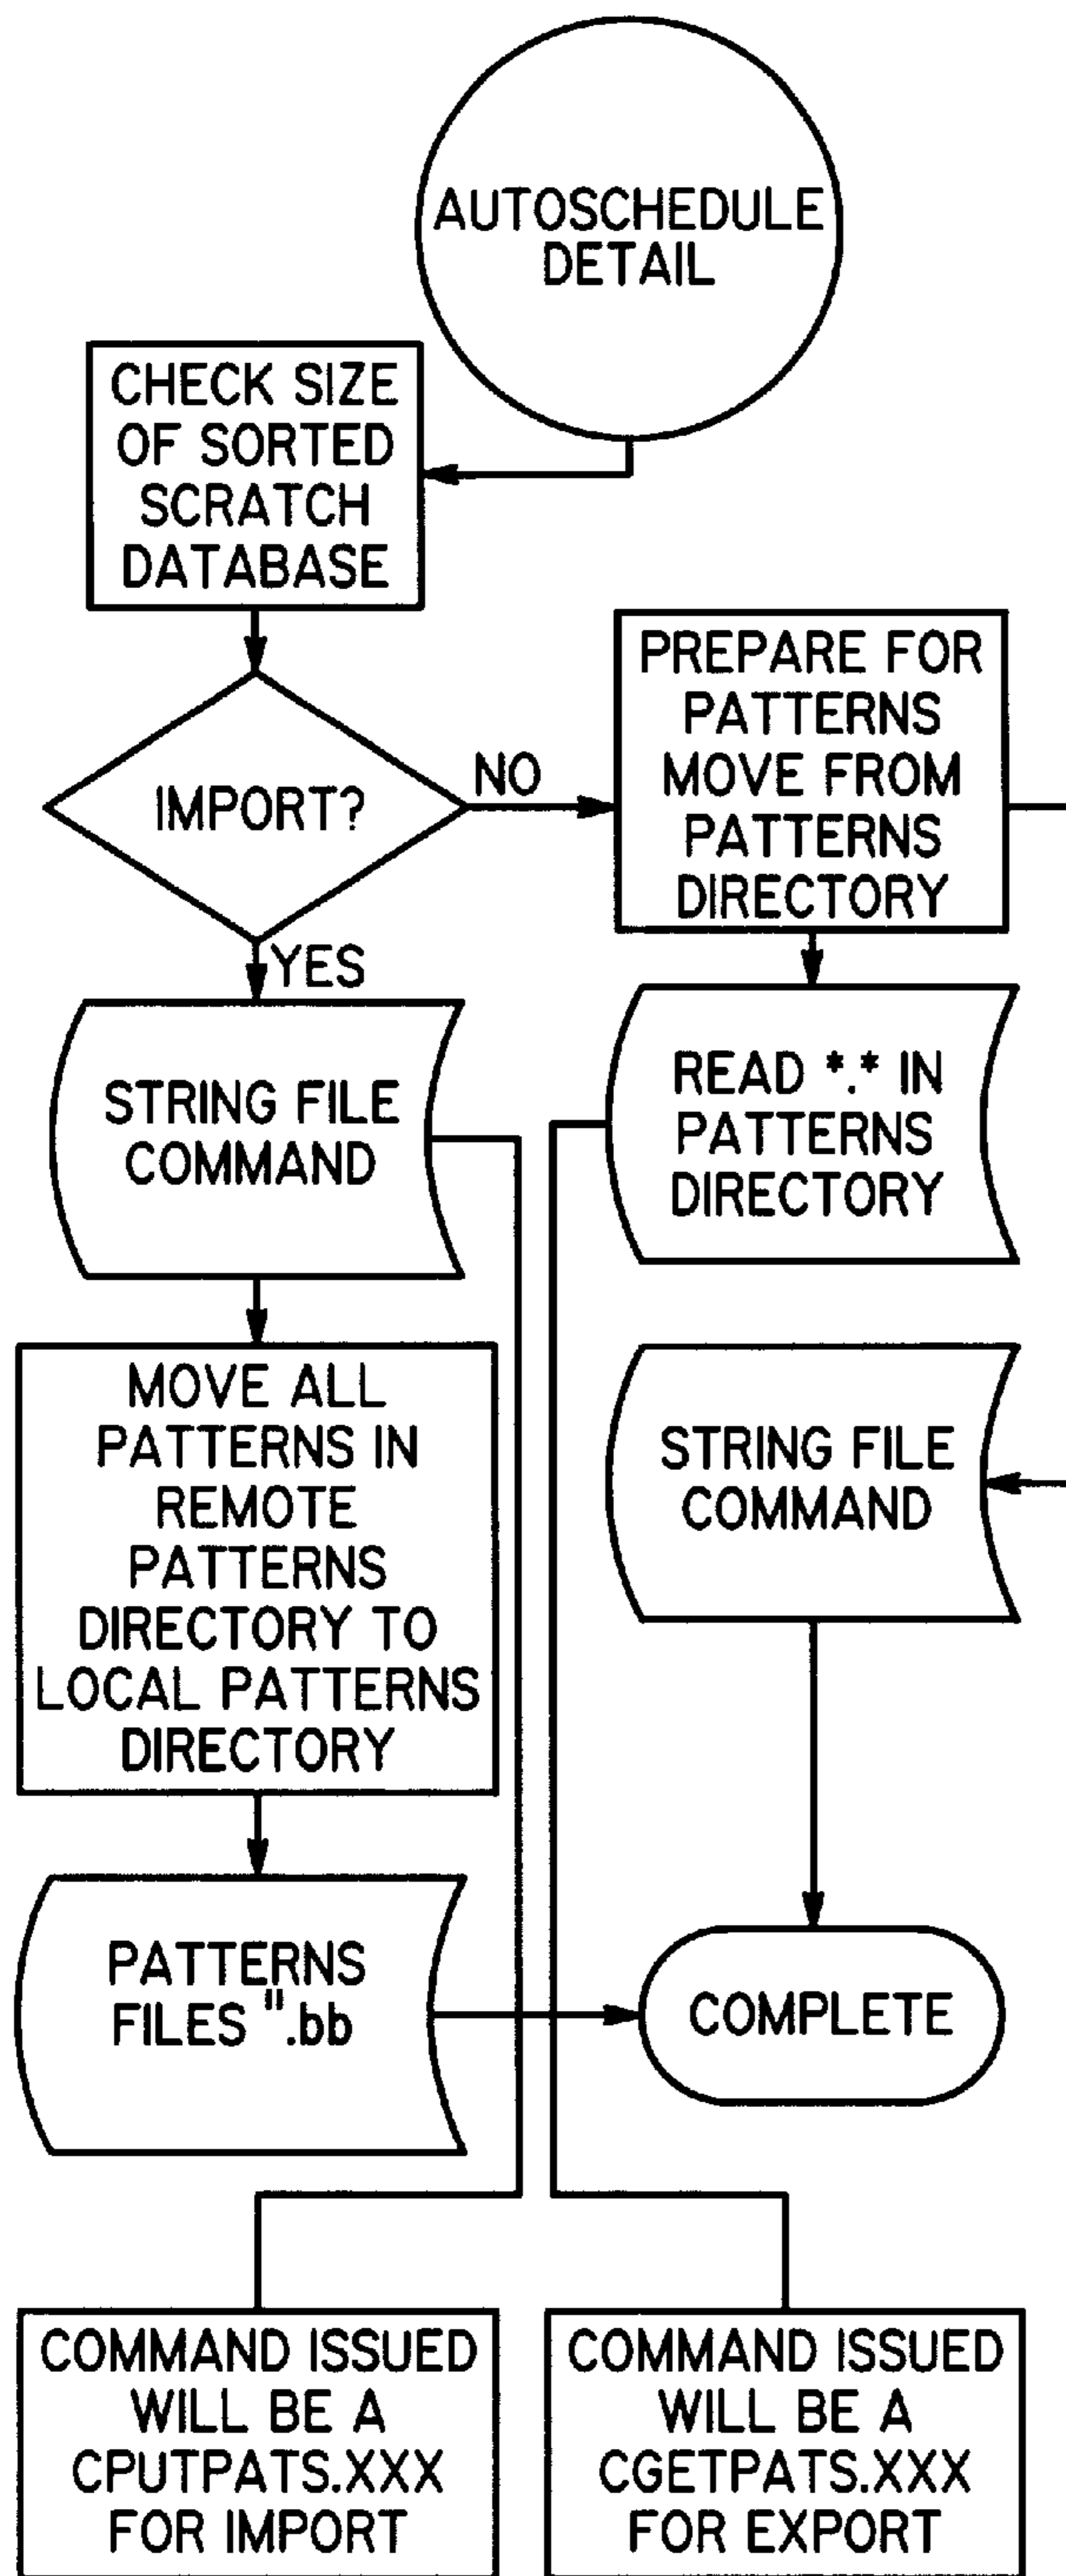 AUTOSCHEDULE
DETAIL
CHECK SIZE
OF SORTED
SCRATCH
DATABASE
IMPORT?
NO
PREPARE FOR
PATTERNS
MOVE FROM
PATTERNS
DIRECTORY
YES
STRING FILE
COMMAND
READ *.* IN
PATTERNS
DIRECTORY
MOVE ALL
PATTERNS IN
REMOTE
PATTERNS
DIRECTORY TO
LOCAL PATTERNS
DIRECTORY
STRING FILE
COMMAND
PATTERNS
FILES ".bb
COMPLETE
COMMAND ISSUED
WILL BE A
CPUTPATS.XXX
FOR IMPORT
COMMAND ISSUED
WILL BE A
CGETPATS.XXX
FOR EXPORT